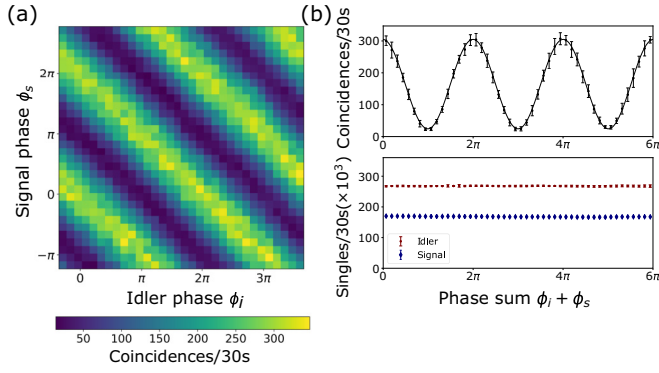 (a)
Signal phase ϕs
2π
π
0
−π
0
π
2π
3π
Idler phase ϕi
50
100
150
200
250
300
Coincidences/30s
(b)
Coincidences/30s
300
200
100
0
0
2π
4π
6π
Singles/30s(×10³)
300
200
100
0
Idler
Signal
0
2π
4π
6π
Phase sum ϕi + ϕs